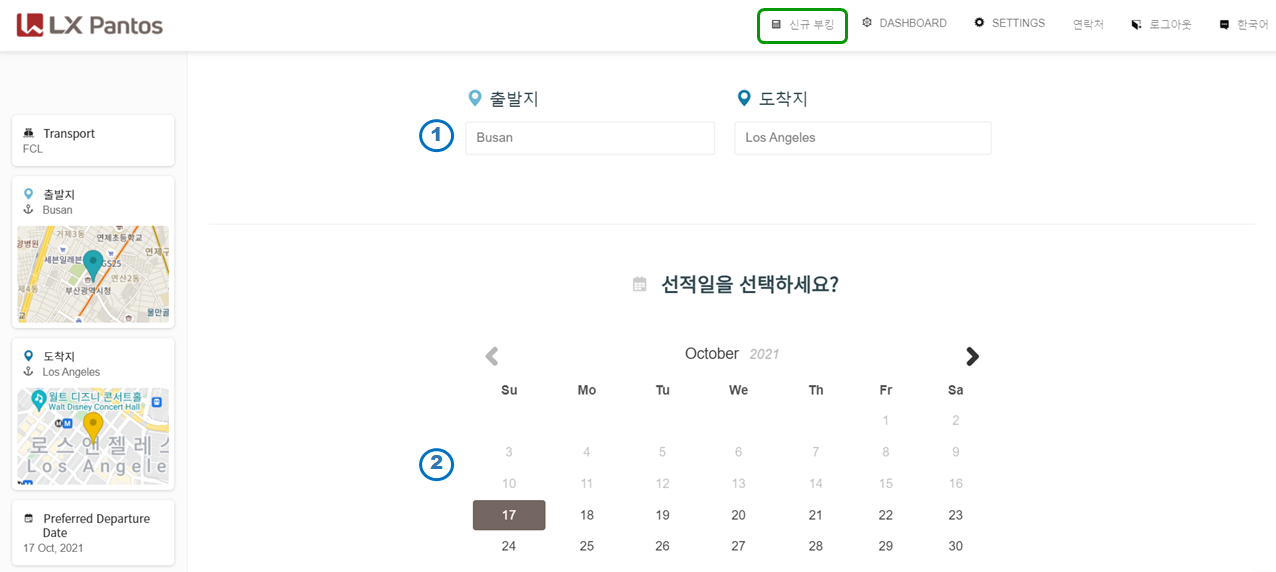 LX Pantos
신규 부킹
DASHBOARD
SETTINGS
연락처
로그아웃
한국어
Transport
FCL
출발지
Busan
거제3동
연제초등학교
광병원
연제구
세븐일레븐
GS25
연산2동
제4동
부산광역시청
물만골
도착지
Los Angeles
월트 디즈니 콘서트홀
Walt Disney Concert Hall
M
로스앤젤레스
Los Angele
Preferred Departure
Date
17 Oct, 2021
출발지
도착지
1
Busan
Los Angeles
선적일을 선택하세요?
October 2021
Su Mo Tu We Th Fr Sa
1 2
3 4 5 6 7 8 9
2
10 11 12 13 14 15 16
17 18 19 20 21 22 23
24 25 26 27 28 29 30